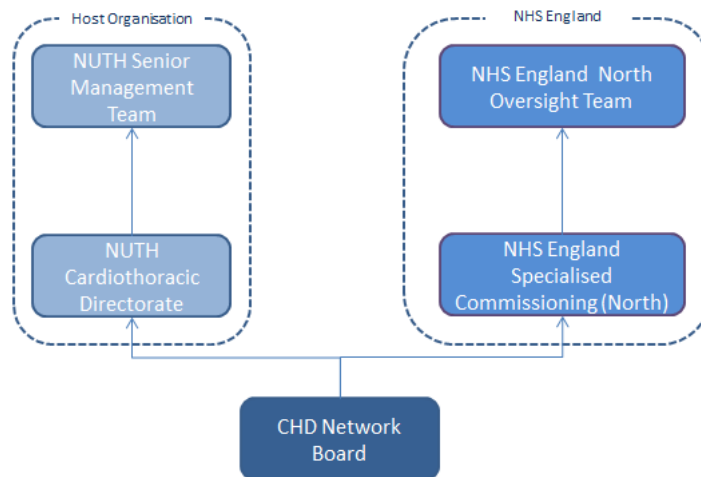 Host Organisation
NHS England
NUTH Senior
Management
Team
NHS England North
Oversight Team
NUTH
Cardiothoracic
Directorate
NHS England
Specialised
Commissioning (North)
CHD Network
Board